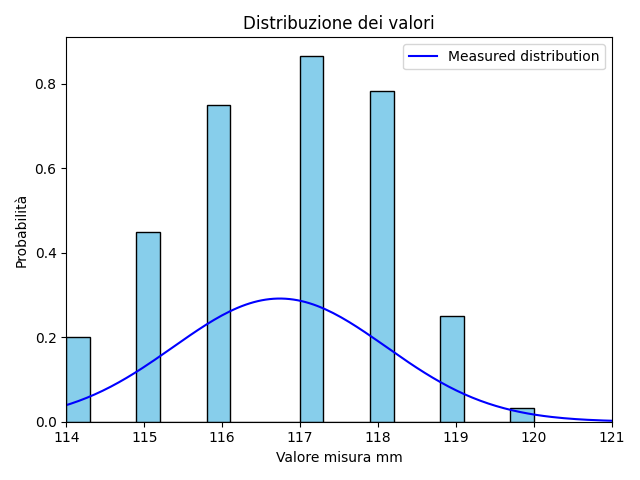 Distribuzione dei valori
Measured distribution
0.8
0.6
0.4
0.2
0.0
Probabilità
114 115 116 117 118 119 120 121
Valore misura mm